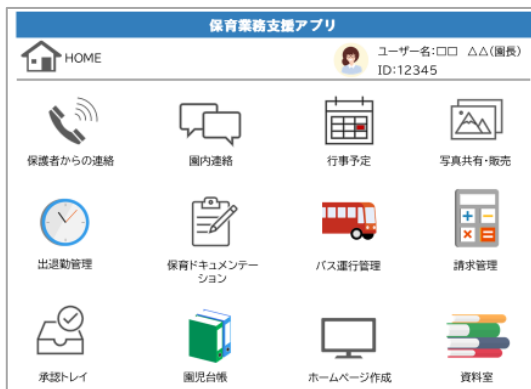 保育業務支援アプリ
HOME
ユーザー名:□□ △△(園長)
ID:12345
保護者からの連絡
園内連絡
行事予定
写真共有・販売
出退勤管理
保育ドキュメンテー
ション
バス運行管理
請求管理
承認トレイ
園児台帳
ホームページ作成
資料室